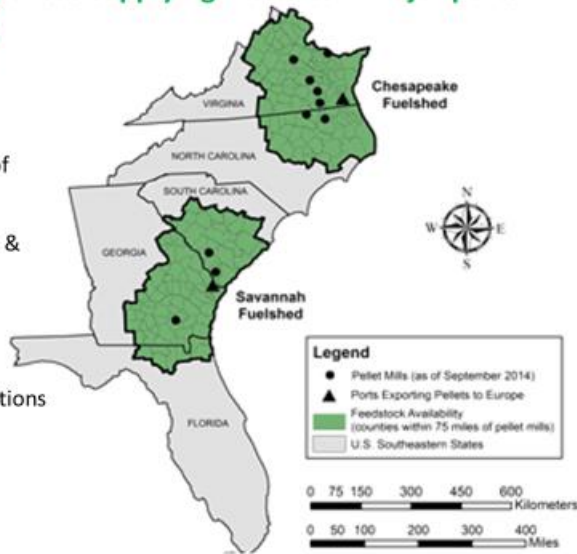 of
&
tions
VIRGINIA
Chesapeake
Fuelshed
NORTH CAROLINA
SOUTH CAROLINA
GEORGIA
Savannah
Fuelshed
FLORIDA
N
W
E
S
Legend
Pellet Mills (as of September 2014)
Ports Exporting Pellets to Europe
Feedstock Availability
(counties within 75 miles of pellet mills)
U.S. Southeastern States
0 75 150 300 450 600
Kilometers
0 50 100 200 300 400
Miles